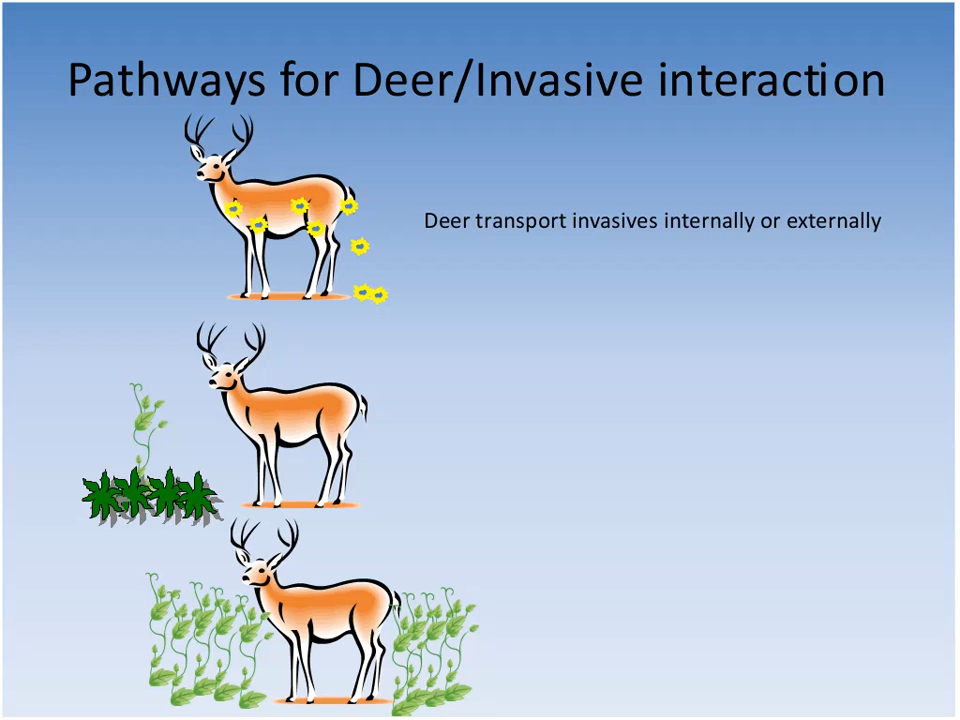 Pathways for Deer/Invasive interaction
Deer transport invasives internally or externally